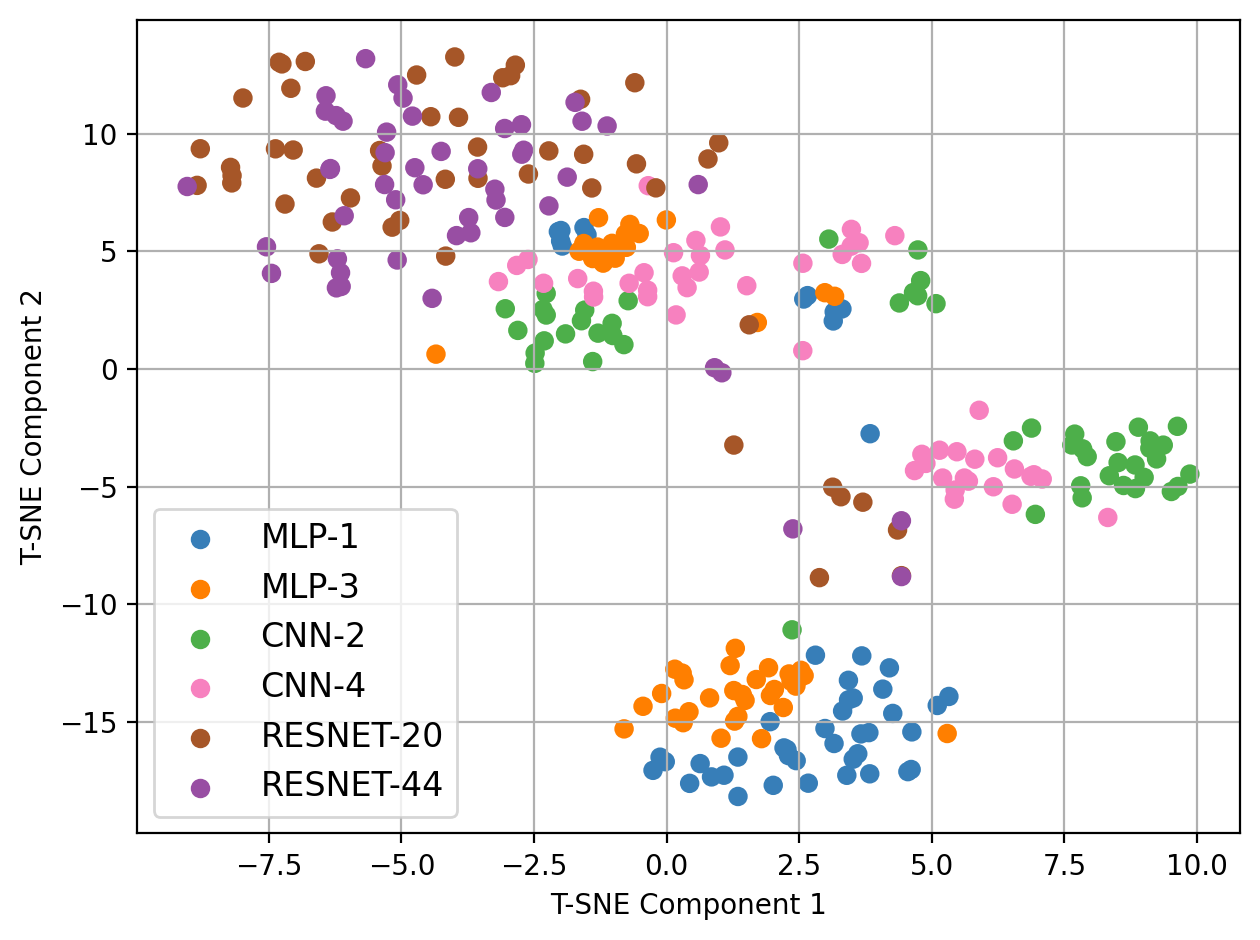 10
5
0
−5
−10
−15
T-SNE Component 2
MLP-1
MLP-3
CNN-2
CNN-4
RESNET-20
RESNET-44
−7.5
−5.0
−2.5
0.0
2.5
5.0
7.5
10.0
T-SNE Component 1